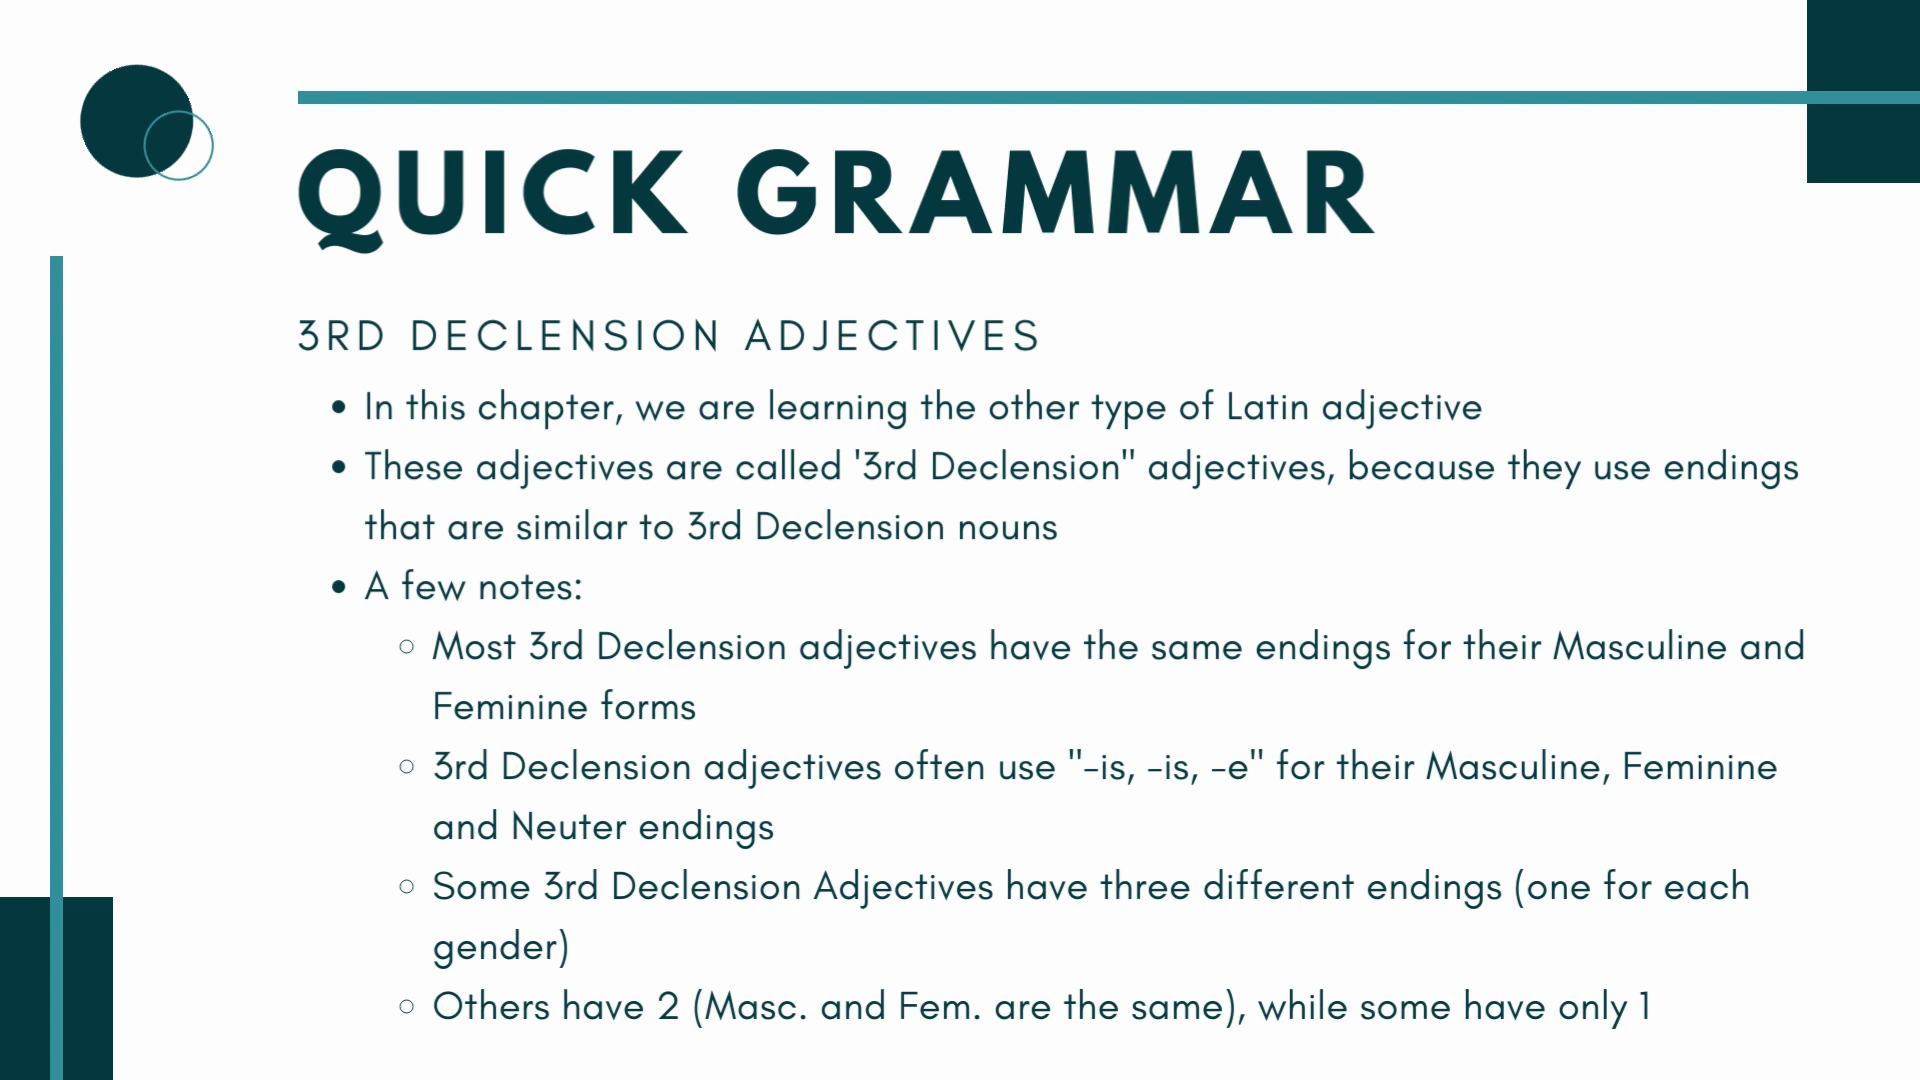 QUICK GRAMMAR
3RD DECLENSION ADJECTIVES
• In this chapter, we are learning the other type of Latin adjective
• These adjectives are called '3rd Declension" adjectives, because they use endings
that are similar to 3rd Declension nouns
• A few notes:
◦ Most 3rd Declension adjectives have the same endings for their Masculine and
Feminine forms
◦ 3rd Declension adjectives often use "-is, -is, -e" for their Masculine, Feminine
and Neuter endings
◦ Some 3rd Declension Adjectives have three different endings (one for each
gender)
◦ Others have 2 (Masc. and Fem. are the same), while some have only 1